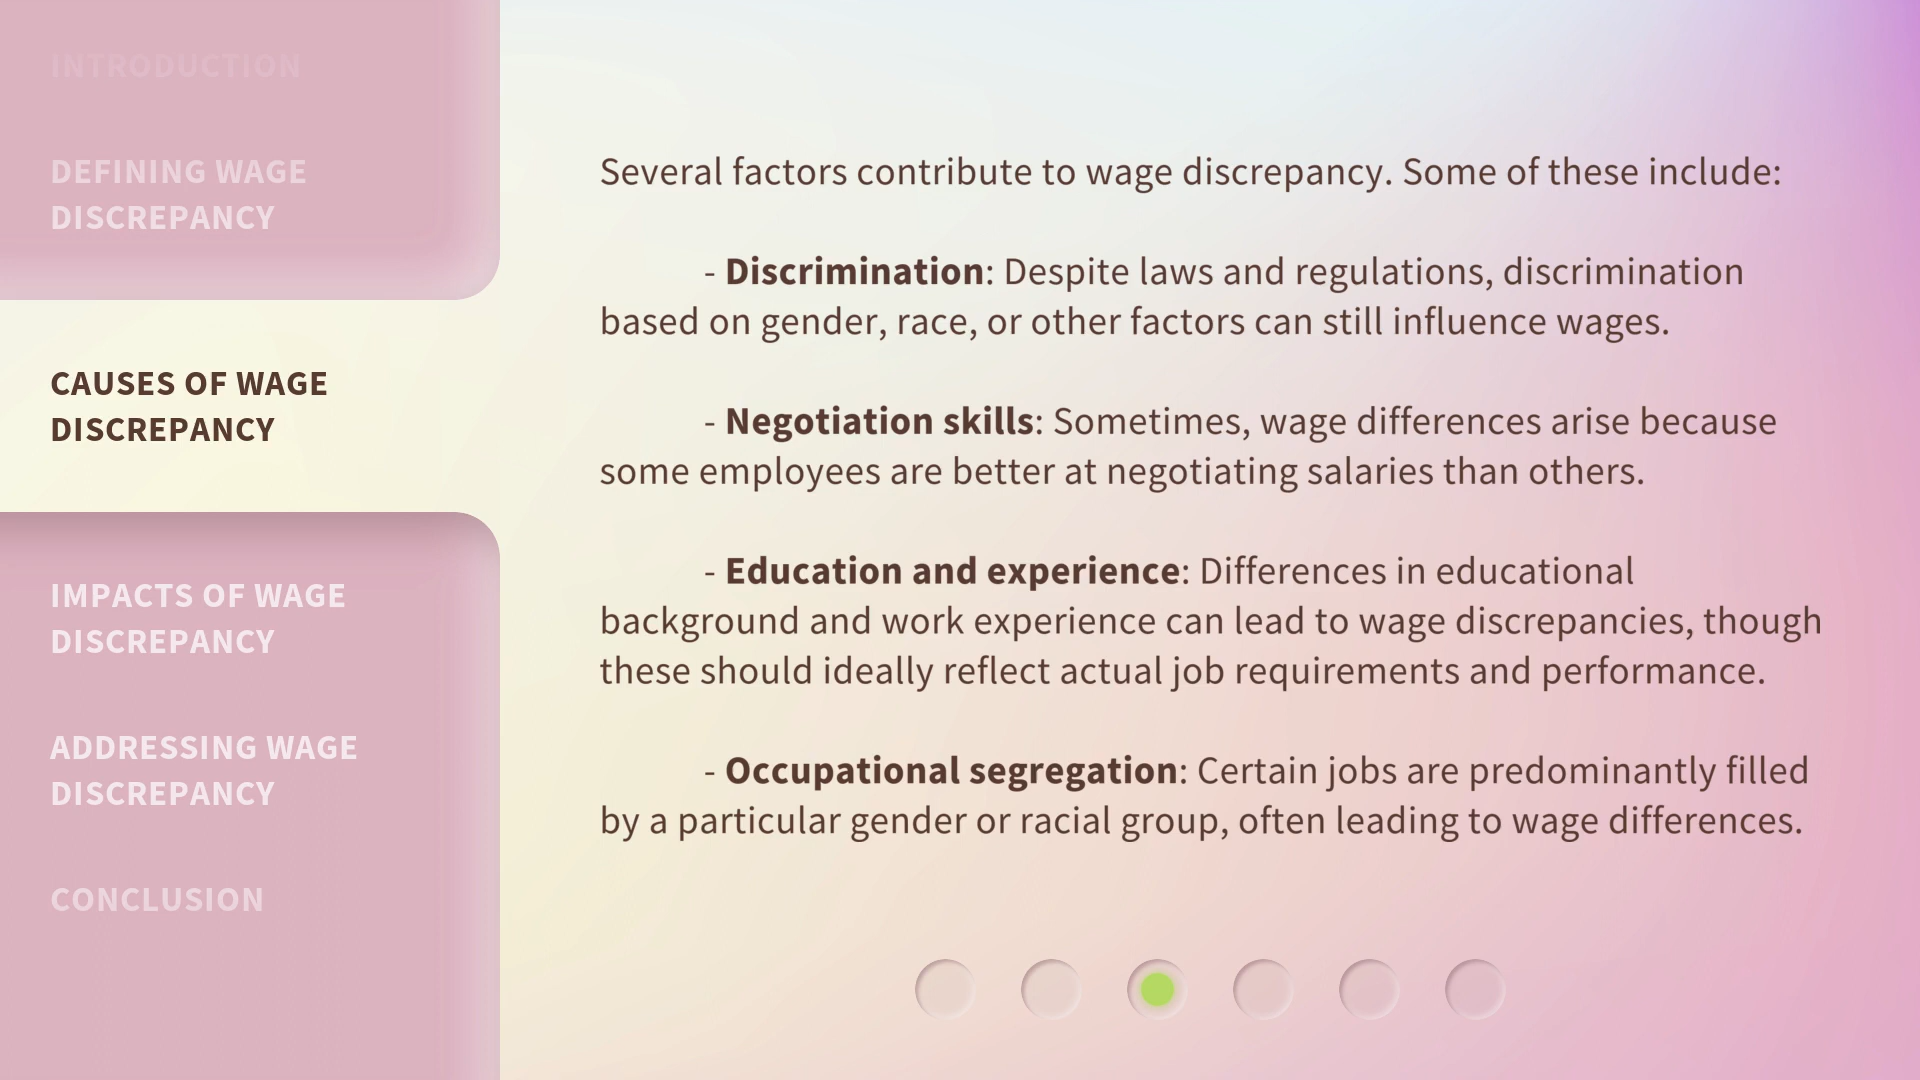 INTRODUCTION
DEFINING WAGE
DISCREPANCY
CAUSES OF WAGE
DISCREPANCY
IMPACTS OF WAGE
DISCREPANCY
ADDRESSING WAGE
DISCREPANCY
CONCLUSION
Several factors contribute to wage discrepancy. Some of these include:
- Discrimination: Despite laws and regulations, discrimination
based on gender, race, or other factors can still influence wages.
- Negotiation skills: Sometimes, wage differences arise because
some employees are better at negotiating salaries than others.
- Education and experience: Differences in educational
background and work experience can lead to wage discrepancies, though
these should ideally reflect actual job requirements and performance.
- Occupational segregation: Certain jobs are predominantly filled
by a particular gender or racial group, often leading to wage differences.